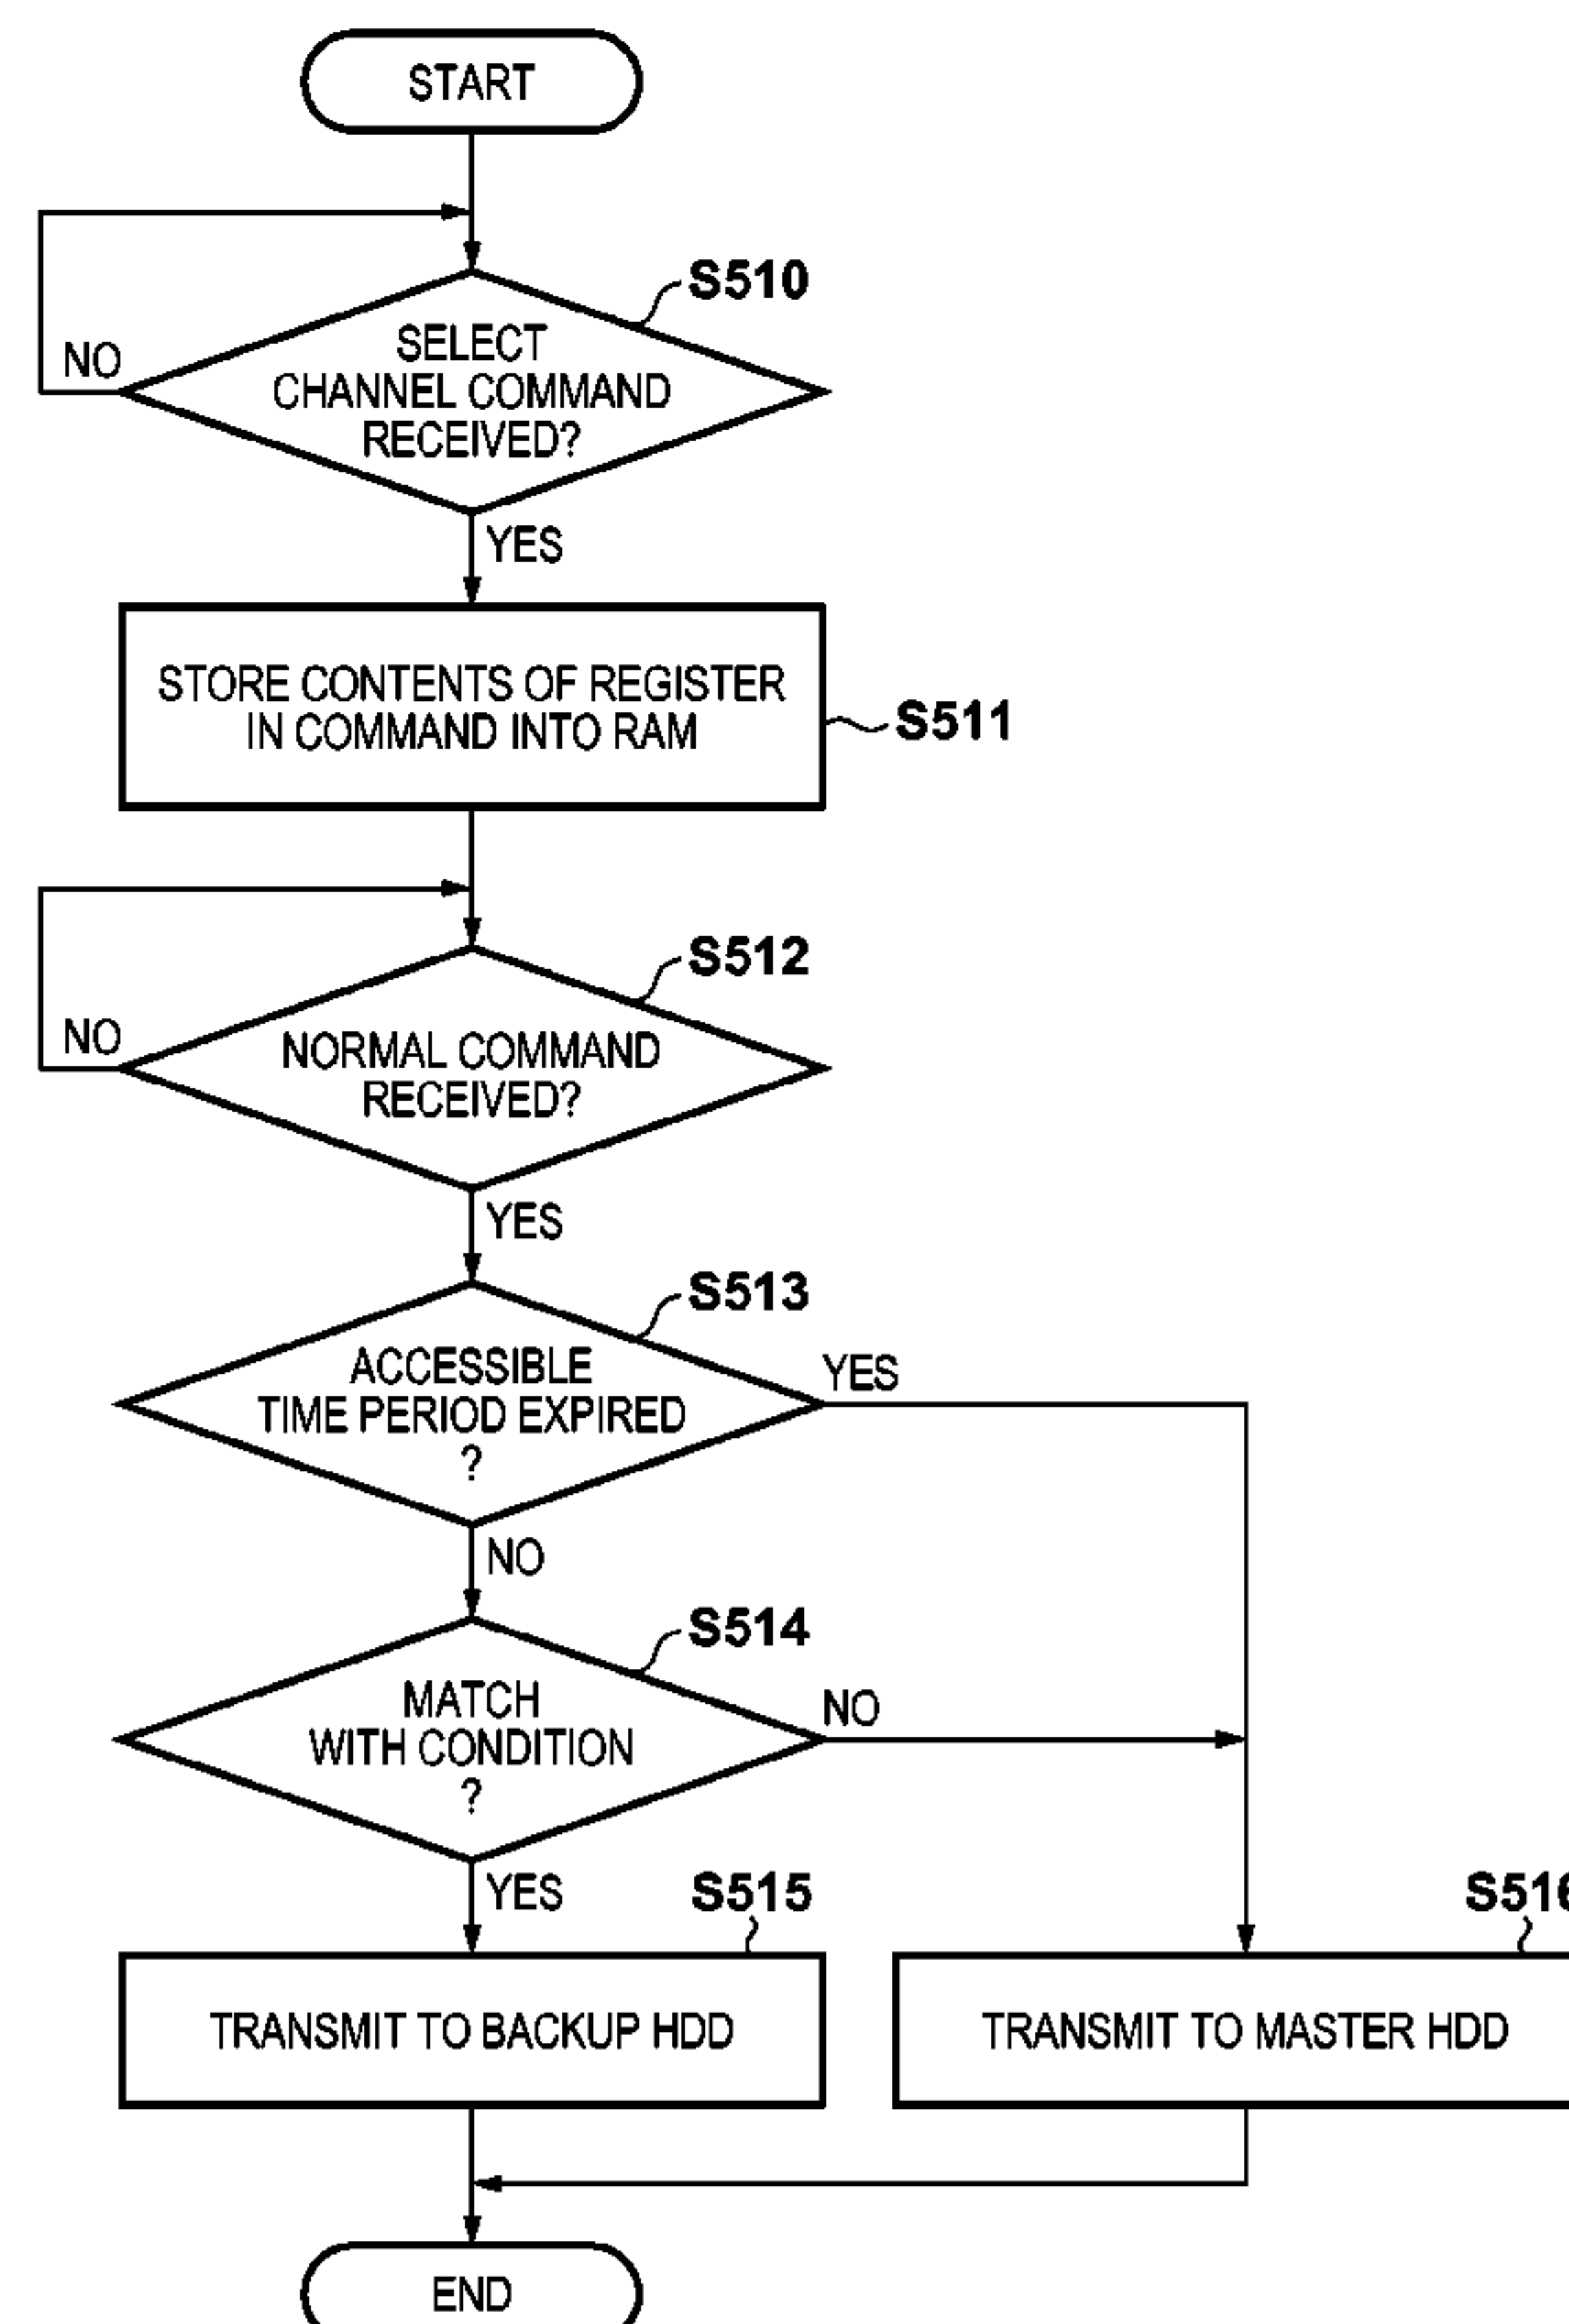 START
S510
SELECT
CHANNEL COMMAND
RECEIVED?
NO
YES
STORE CONTENTS OF REGISTER
IN COMMAND INTO RAM
S511
S512
NORMAL COMMAND
RECEIVED?
NO
YES
S513
ACCESSIBLE
TIME PERIOD EXPIRED
?
YES
NO
S514
MATCH
WITH CONDITION
?
NO
YES
S515
S516
TRANSMIT TO BACKUP HDD
TRANSMIT TO MASTER HDD
END